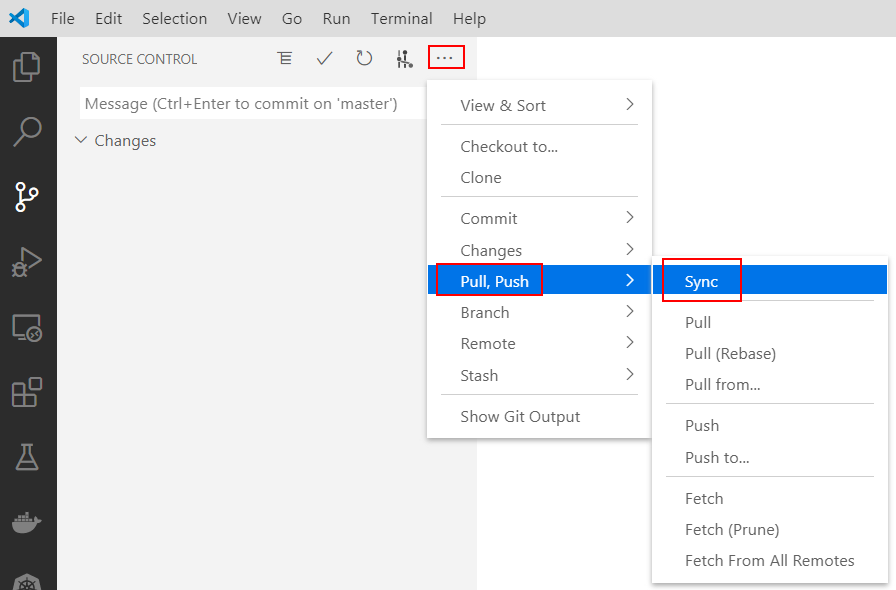 File Edit Selection View Go Run Terminal Help
SOURCE CONTROL
Message (Ctrl+Enter to commit on 'master')
Changes
View & Sort
Checkout to...
Clone
Commit
Changes
Pull, Push
Branch
Remote
Stash
Show Git Output
Sync
Pull
Pull (Rebase)
Pull from...
Push
Push to...
Fetch
Fetch (Prune)
Fetch From All Remotes